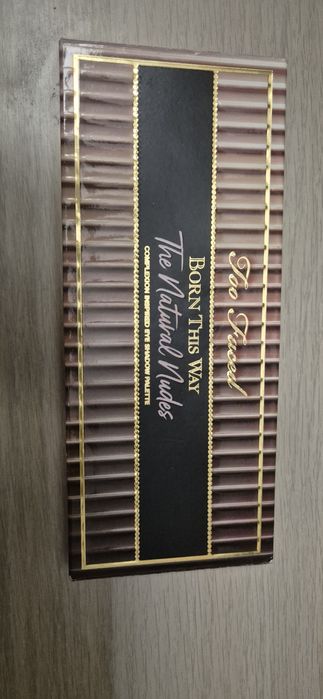 Too Faced
BORN THIS WAY
The Natural Nudes
COMPLEXION INSPIRED EYE SHADOW PALETTE